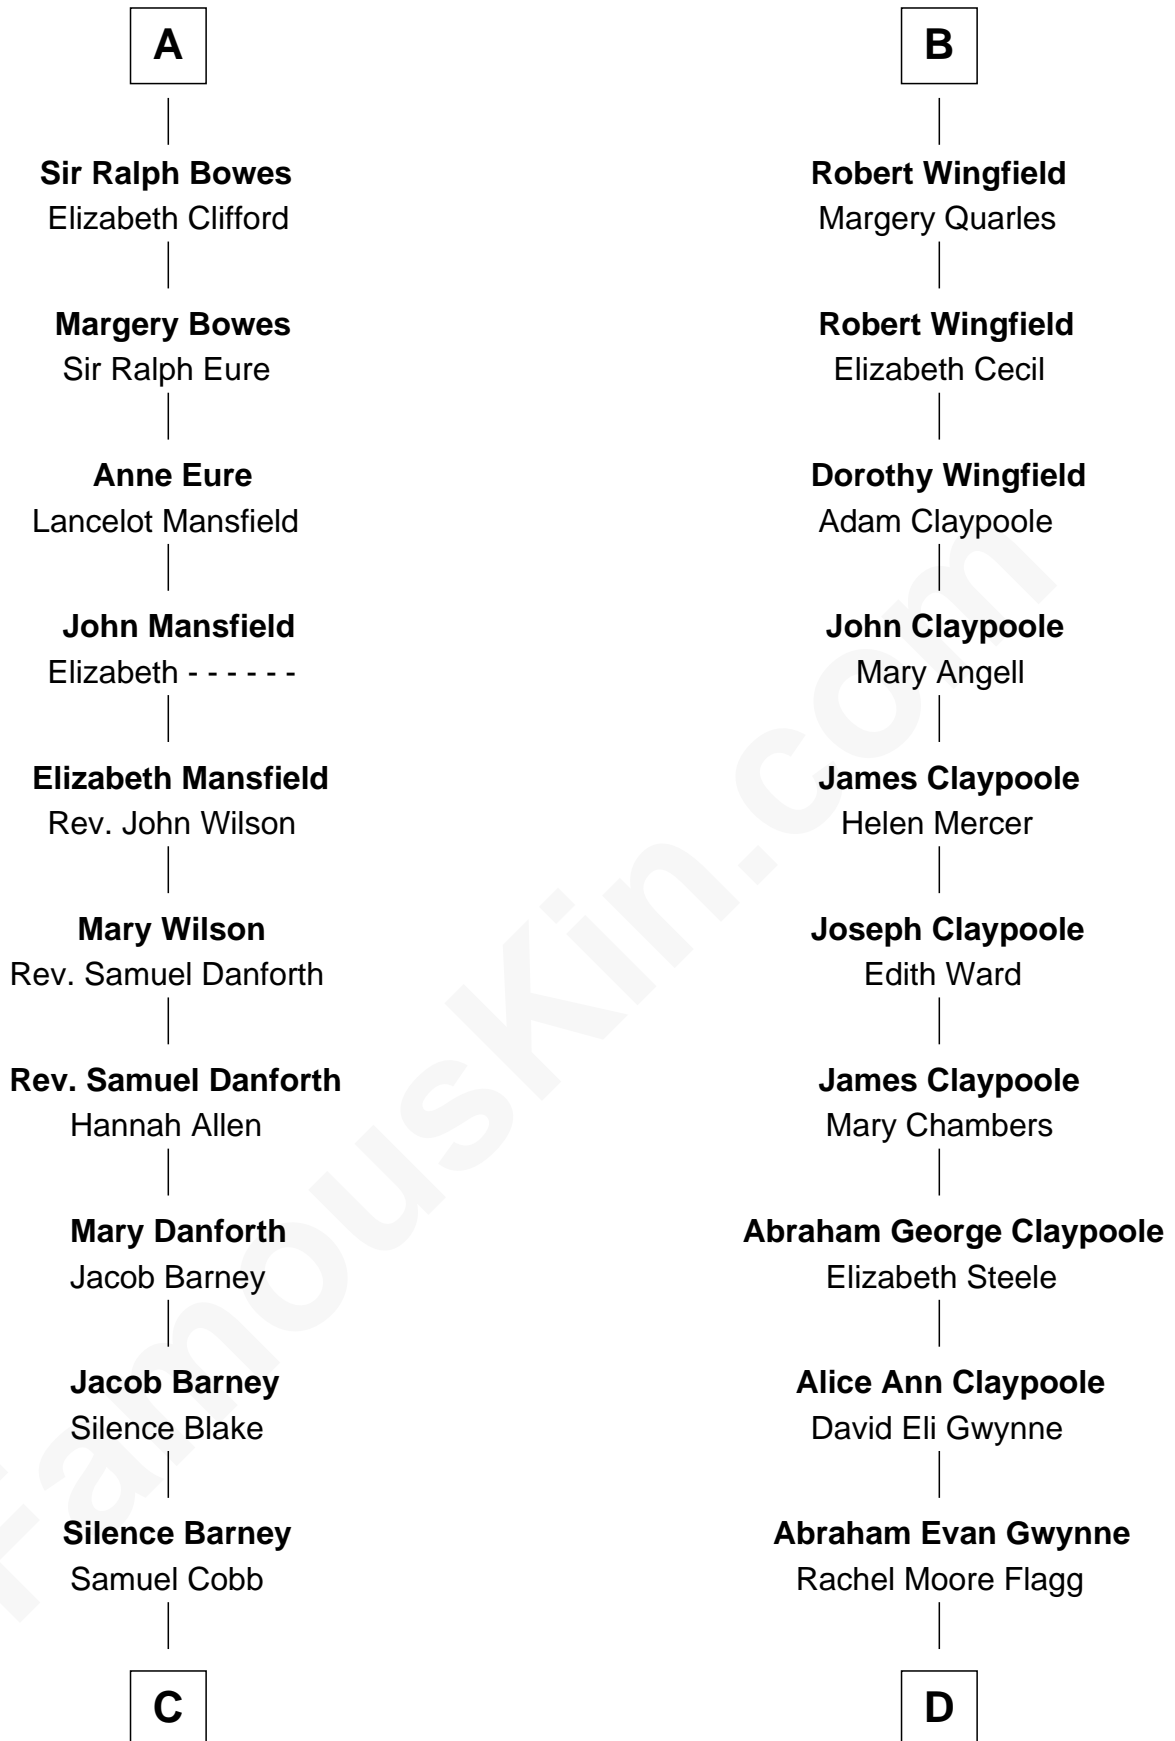 A
Sir Ralph Bowes
Elizabeth Clifford
Margery Bowes
Sir Ralph Eure
Anne Eure
Lancelot Mansfield
John Mansfield
Elizabeth - - - - - -
Elizabeth Mansfield
Rev. John Wilson
Mary Wilson
Rev. Samuel Danforth
Rev. Samuel Danforth
Hannah Allen
Mary Danforth
Jacob Barney
Jacob Barney
Silence Blake
Silence Barney
Samuel Cobb
C
B
Robert Wingfield
Margery Quarles
Robert Wingfield
Elizabeth Cecil
Dorothy Wingfield
Adam Claypoole
John Claypoole
Mary Angell
James Claypoole
Helen Mercer
Joseph Claypoole
Edith Ward
James Claypoole
Mary Chambers
Abraham George Claypoole
Elizabeth Steele
Alice Ann Claypoole
David Eli Gwynne
Abraham Evan Gwynne
Rachel Moore Flagg
D
FamousKin.com